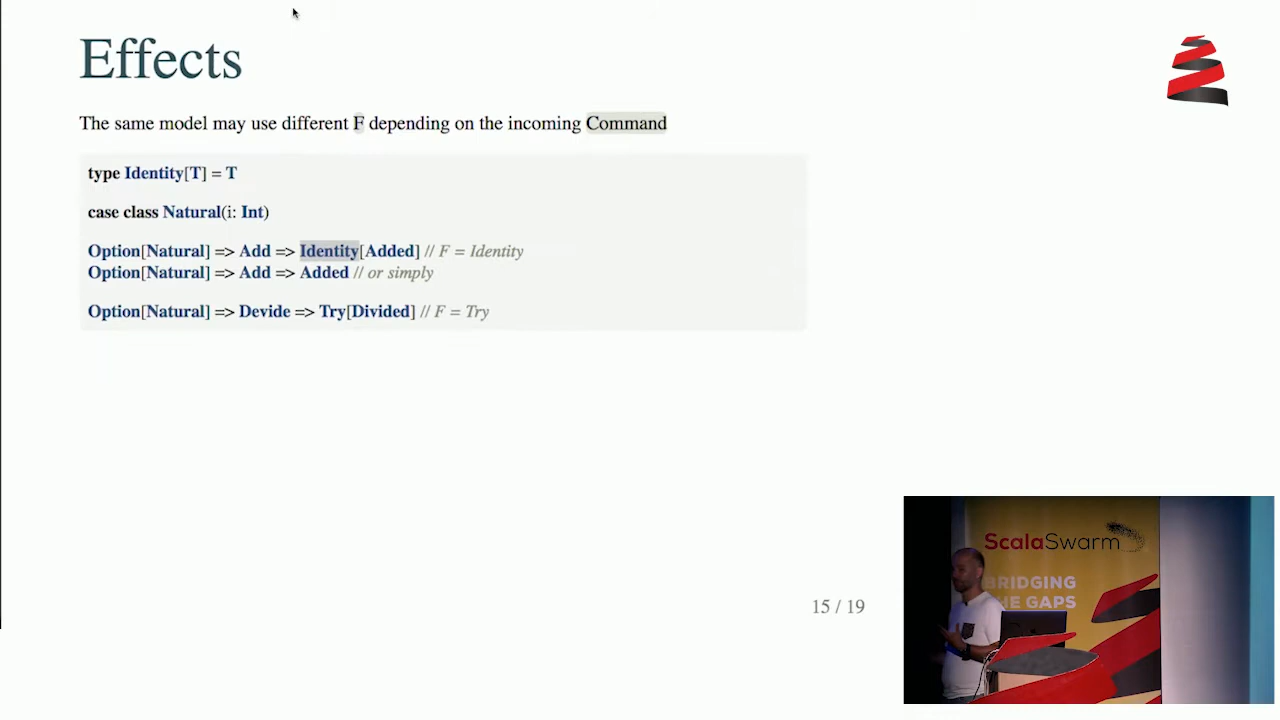 Effects
The same model may use different F depending on the incoming Command
type Identity[T] = T
case class Natural(i: Int)
Option[Natural] => Add => Identity[Added] // F = Identity
Option[Natural] => Add => Added // or simply
Option[Natural] => Devide => Try[Divided] // F = Try
15 / 19
ScalaSwarm
BRIDGING
HE GAPS